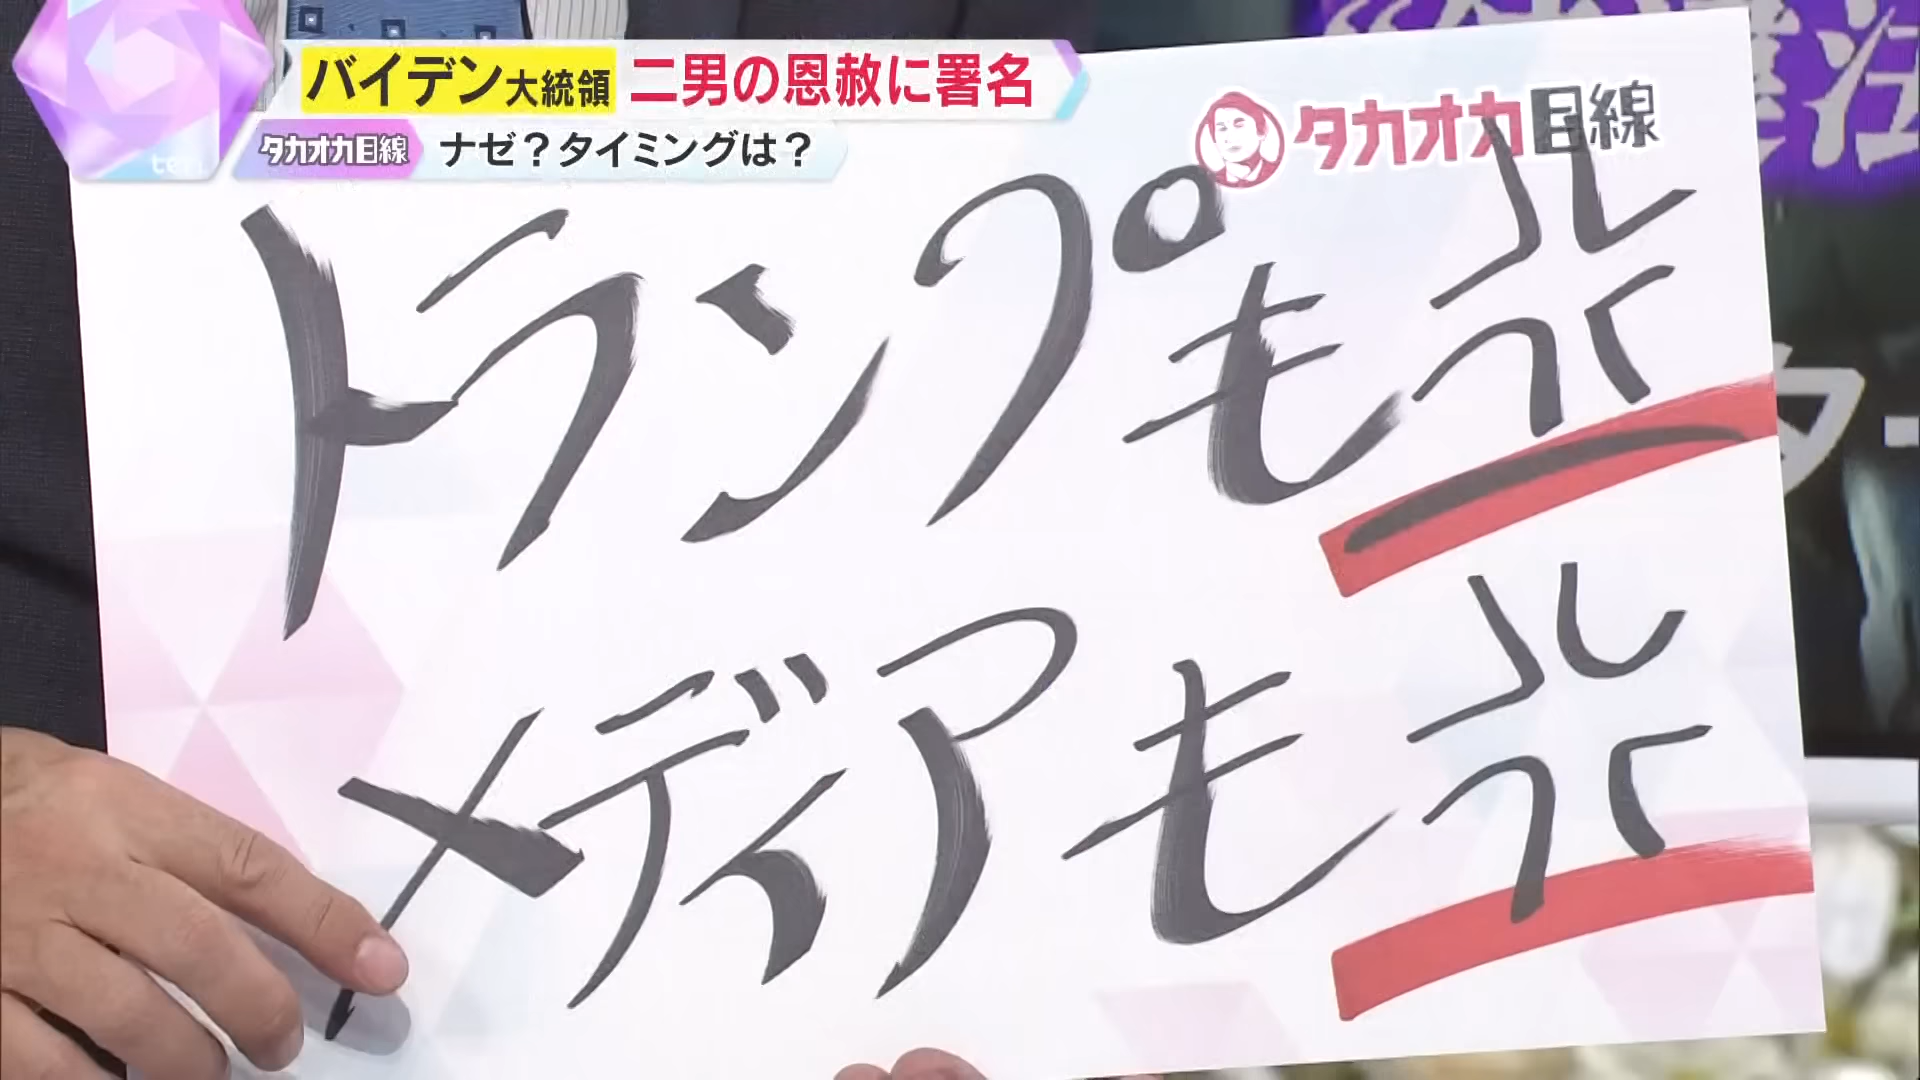 バイデン大統領 二男の恩赦に署名
タカオカ目線 ナゼ？タイミングは？
タカオカ目線
トランプも
メディアも